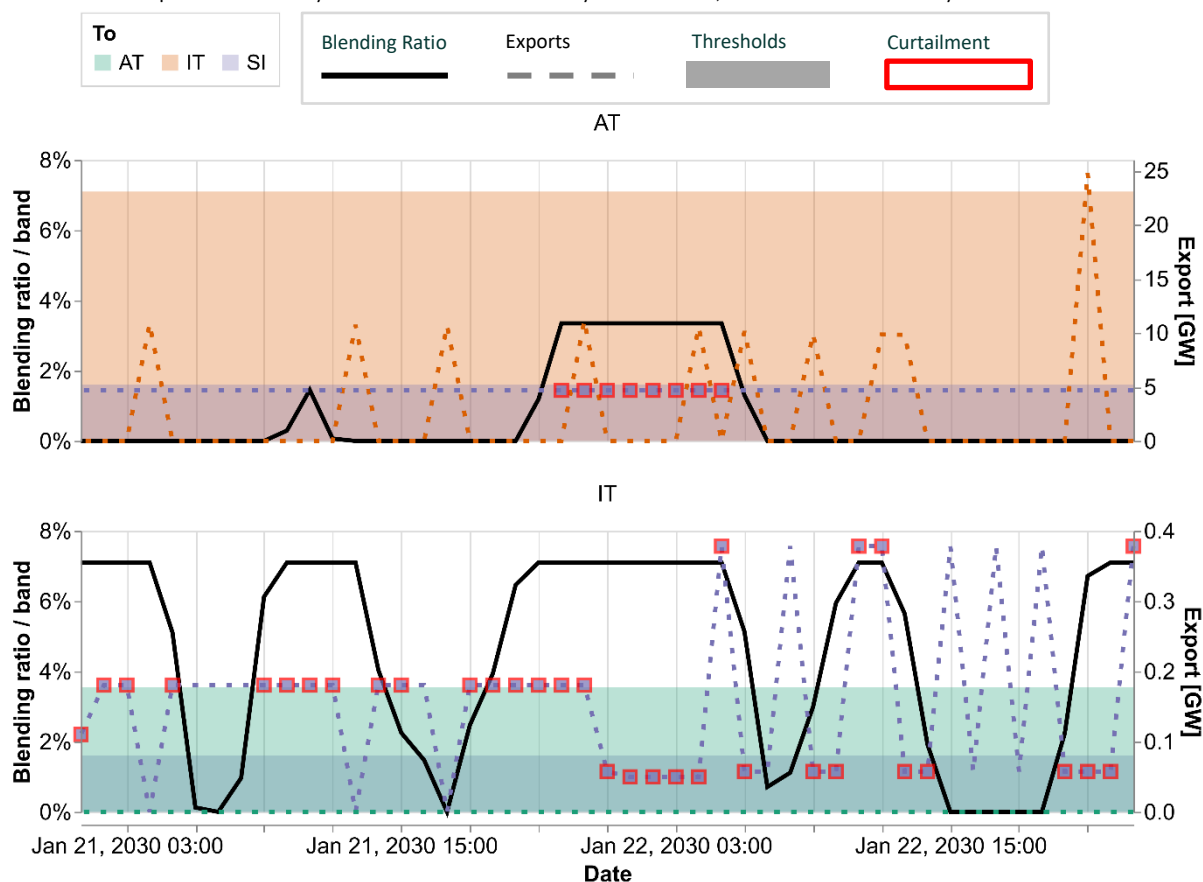 To
AT IT SI
Blending Ratio Exports Thresholds Curtailment
AT
8%
6%
4%
2%
0%
Blending ratio / band
25
20
15
10
5
0
Export [GW]
IT
8%
6%
4%
2%
0%
Blending ratio / band
0.4
0.3
0.2
0.1
0.0
Export [GW]
Jan 21, 2030 03:00 Jan 21, 2030 15:00 Jan 22, 2030 03:00 Jan 22, 2030 15:00
Date